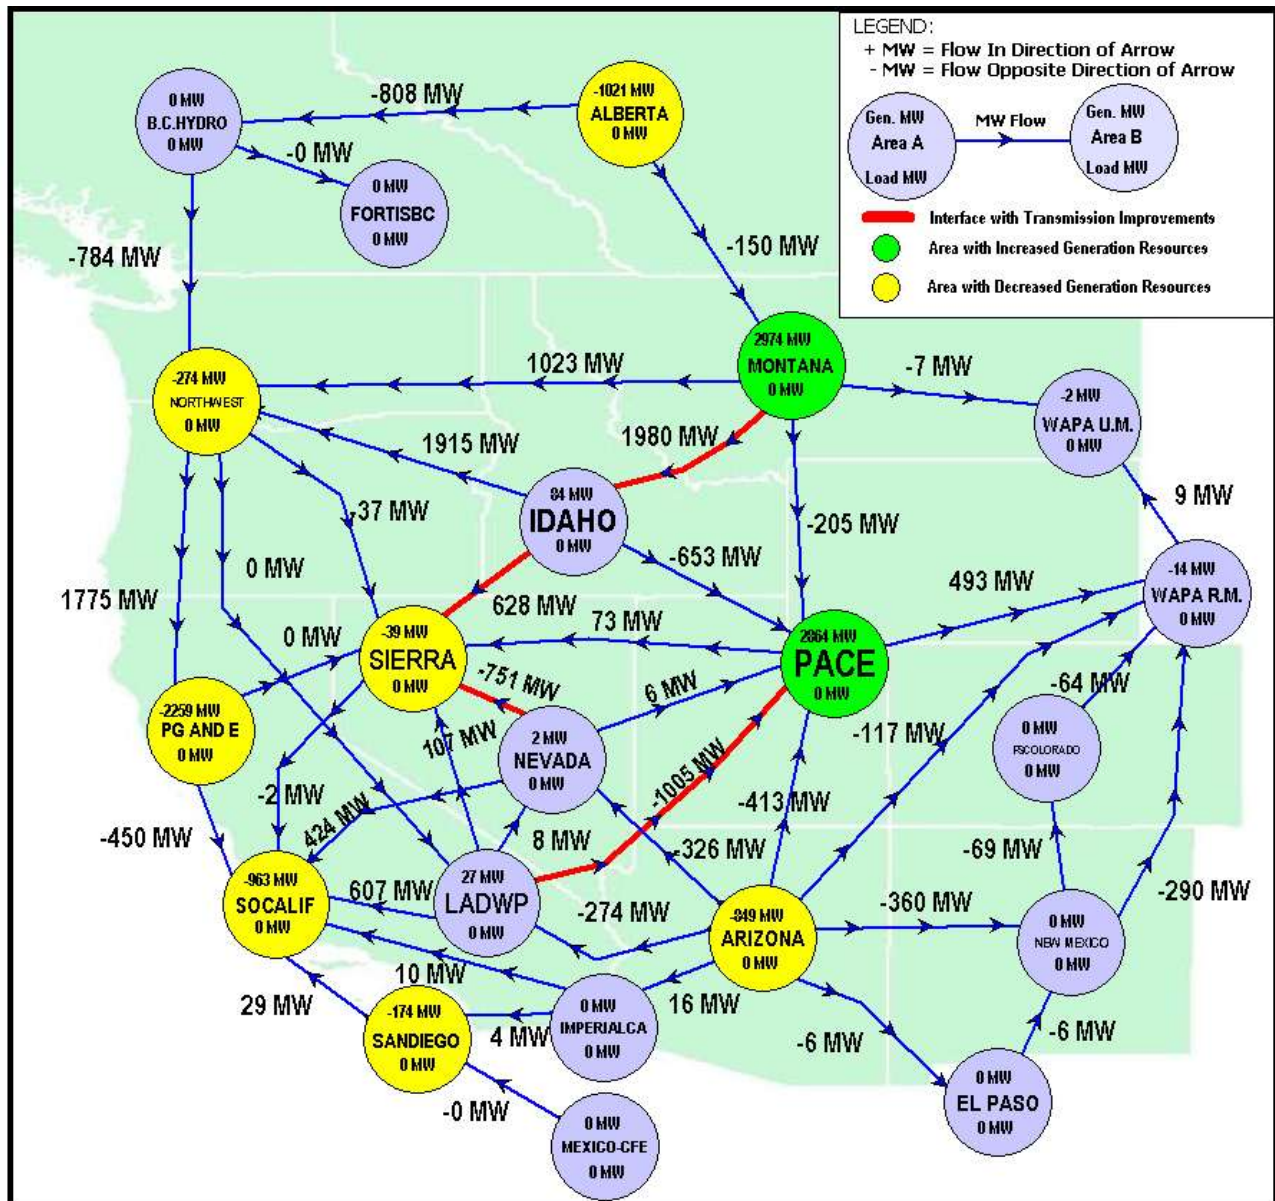 LEGEND:
+ MW = Flow In Direction of Arrow
- MW = Flow Opposite Direction of Arrow
Gen. MW
Area A
Load MW
MW Flow
Gen. MW
Area B
Load MW
Interface with Transmission Improvements
Area with Increased Generation Resources
Area with Decreased Generation Resources
0 MW
B.C.HYDRO
0 MW
-808 MW
-1021 MW
ALBERTA
0 MW
-0 MW
0 MW
FORTISBC
0 MW
-784 MW
-150 MW
-274 MW
NORTHWEST
0 MW
1023 MW
2974 MW
MONTANA
0 MW
-7 MW
-2 MW
WAPA U.M.
0 MW
1915 MW
1980 MW
9 MW
84 MW
IDAHO
0 MW
-37 MW
-205 MW
0 MW
-653 MW
493 MW
-14 MW
WAPA R.M.
0 MW
1775 MW
0 MW
628 MW
73 MW
-39 MW
SIERRA
0 MW
-751 MW
6 MW
2864 MW
PACE
0 MW
-64 MW
-2259 MW
PG AND E
0 MW
107 MW
2 MW
NEVADA
0 MW
-1005 MW
-117 MW
0 MW
PSCOLORADO
0 MW
-2 MW
424 MW
-413 MW
-450 MW
8 MW
-326 MW
-69 MW
-963 MW
SOCALIF
0 MW
607 MW
27 MW
LADWP
0 MW
-274 MW
-849 MW
ARIZONA
0 MW
-360 MW
-290 MW
0 MW
NEW MEXICO
0 MW
10 MW
29 MW
-174 MW
SANDIEGO
0 MW
4 MW
0 MW
IMPERIALCA
0 MW
16 MW
-6 MW
-6 MW
0 MW
EL PASO
0 MW
-0 MW
0 MW
MEXICO-CFE
0 MW